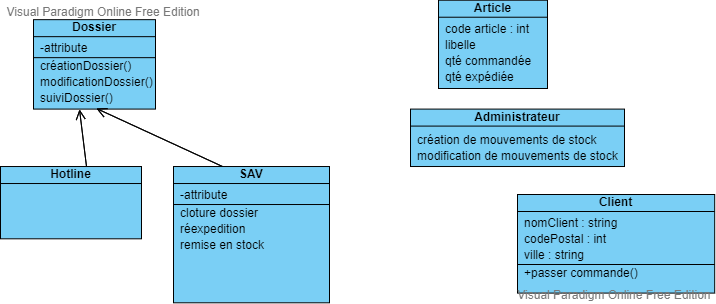 Visual Paradigm Online Free Edition
Dossier
-attribute
créationDossier()
modificationDossier()
suiviDossier()
Article
code article : int
libelle
qté commandée
qté expédiée
Administrateur
création de mouvements de stock
modification de mouvements de stock
Hotline
SAV
-attribute
cloture dossier
réexpedition
remise en stock
Client
nomClient : string
codePostal : int
ville : string
+passer commande()
Visual Paradigm Online Free Edition